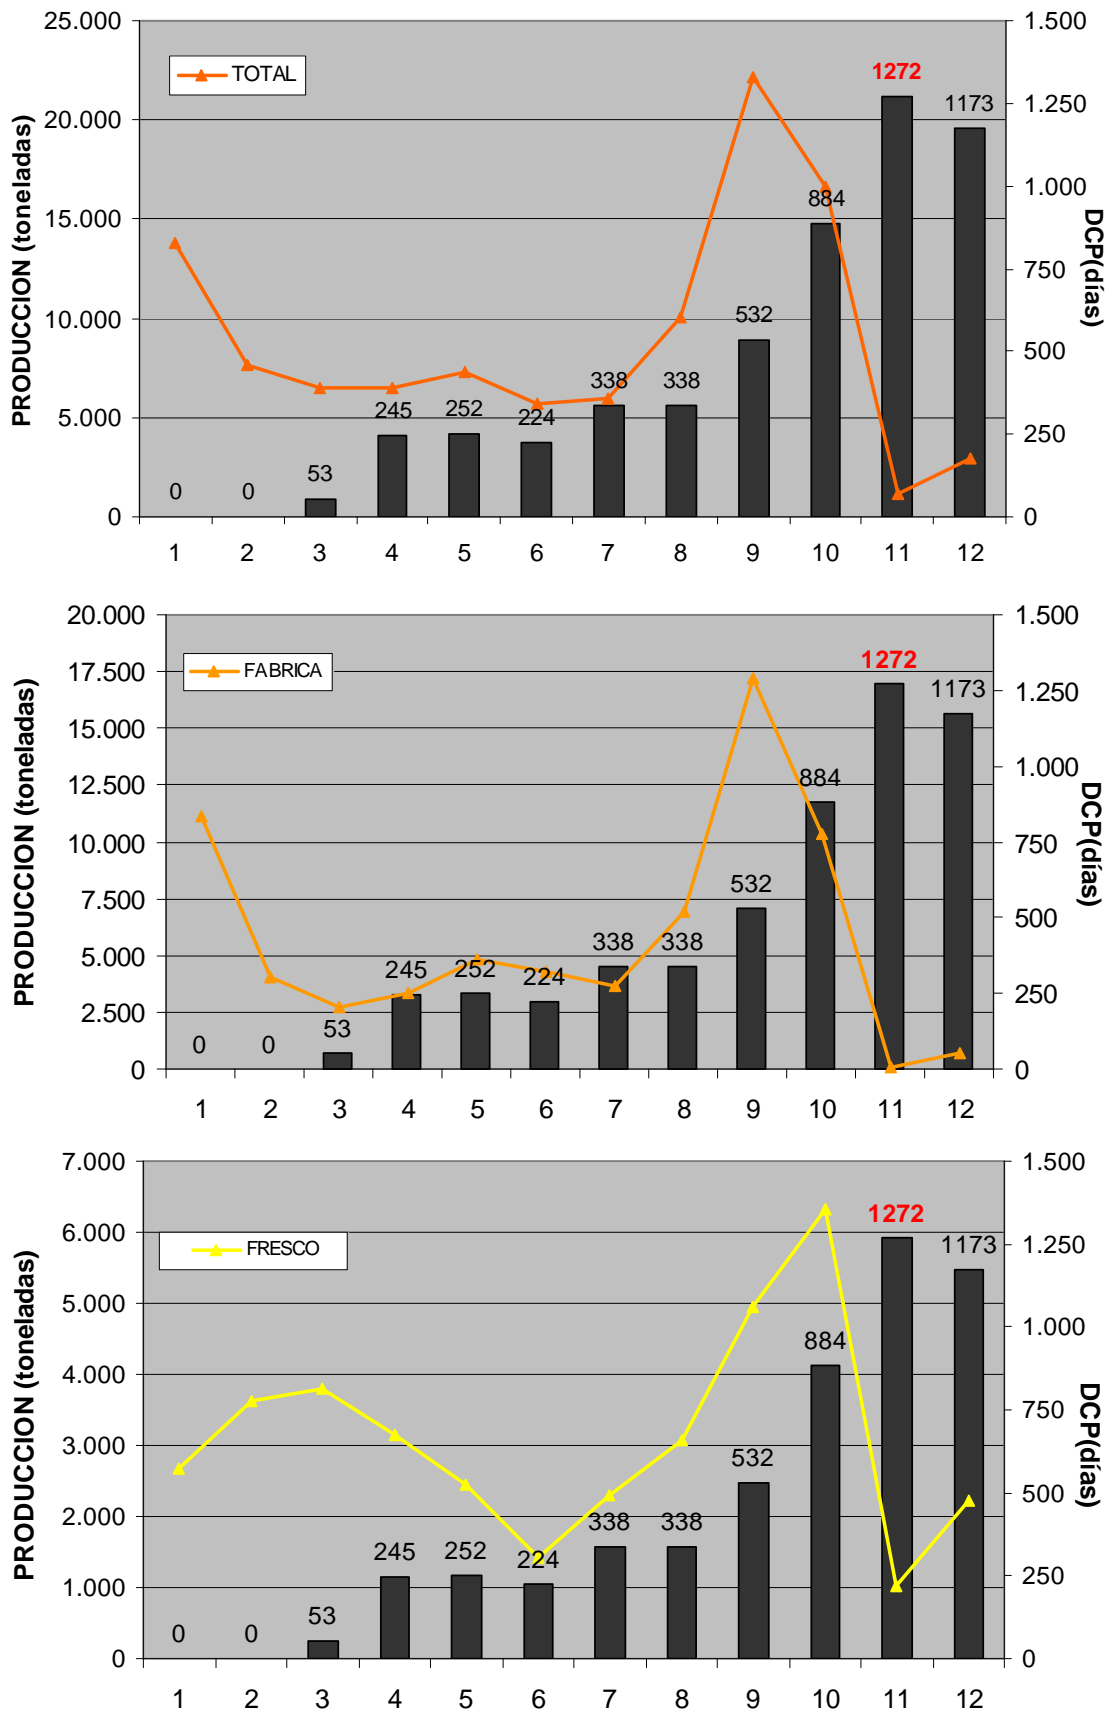 25.000
20.000
15.000
10.000
5.000
0
PRODUCCION (toneladas)
TOTAL
0 0 53 245 252 224 338 338 532 884 1272 1173
1.500
1.250
1.000
750
500
250
0
DCP(días)
1 2 3 4 5 6 7 8 9 10 11 12
20.000
17.500
15.000
12.500
10.000
7.500
5.000
2.500
0
PRODUCCION (toneladas)
FABRICA
0 0 53 245 252 224 338 338 532 884 1272 1173
1.500
1.250
1.000
750
500
250
0
DCP(días)
1 2 3 4 5 6 7 8 9 10 11 12
7.000
6.000
5.000
4.000
3.000
2.000
1.000
0
PRODUCCION (toneladas)
FRESCO
0 0 53 245 252 224 338 338 532 884 1272 1173
1.500
1.250
1.000
750
500
250
0
DCP(días)
1 2 3 4 5 6 7 8 9 10 11 12